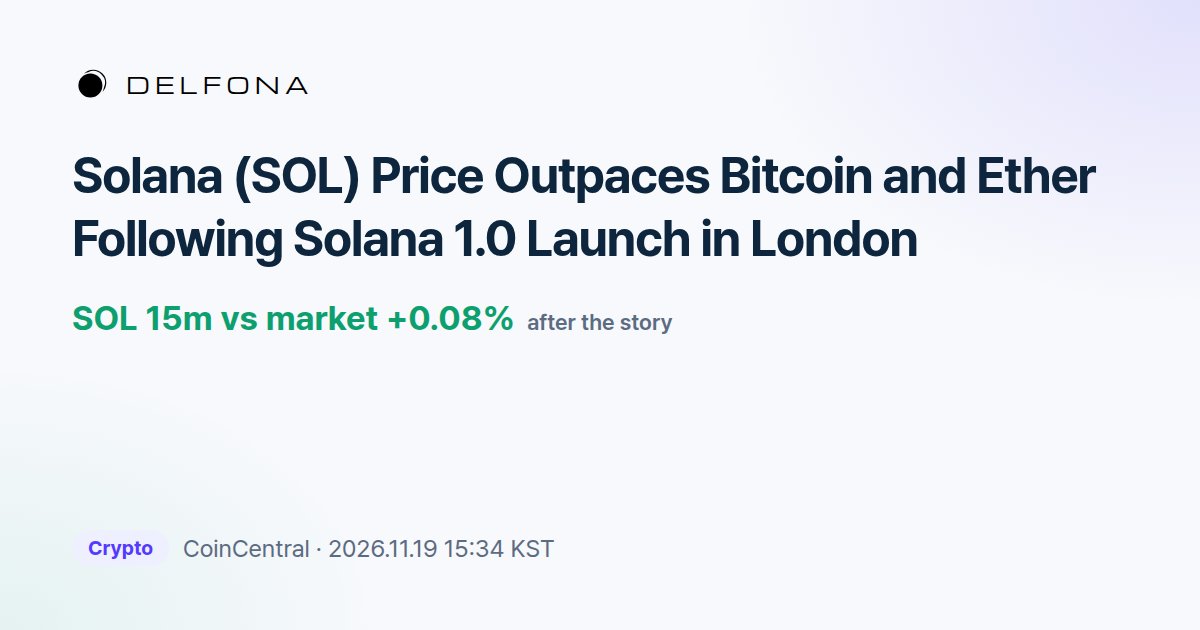 DELFONA
Solana (SOL) Price Outpaces Bitcoin and Ether
Following Solana 1.0 Launch in London
SOL 15m vs market +0.08% after the story
Crypto CoinCentral · 2026.11.19 15:34 KST